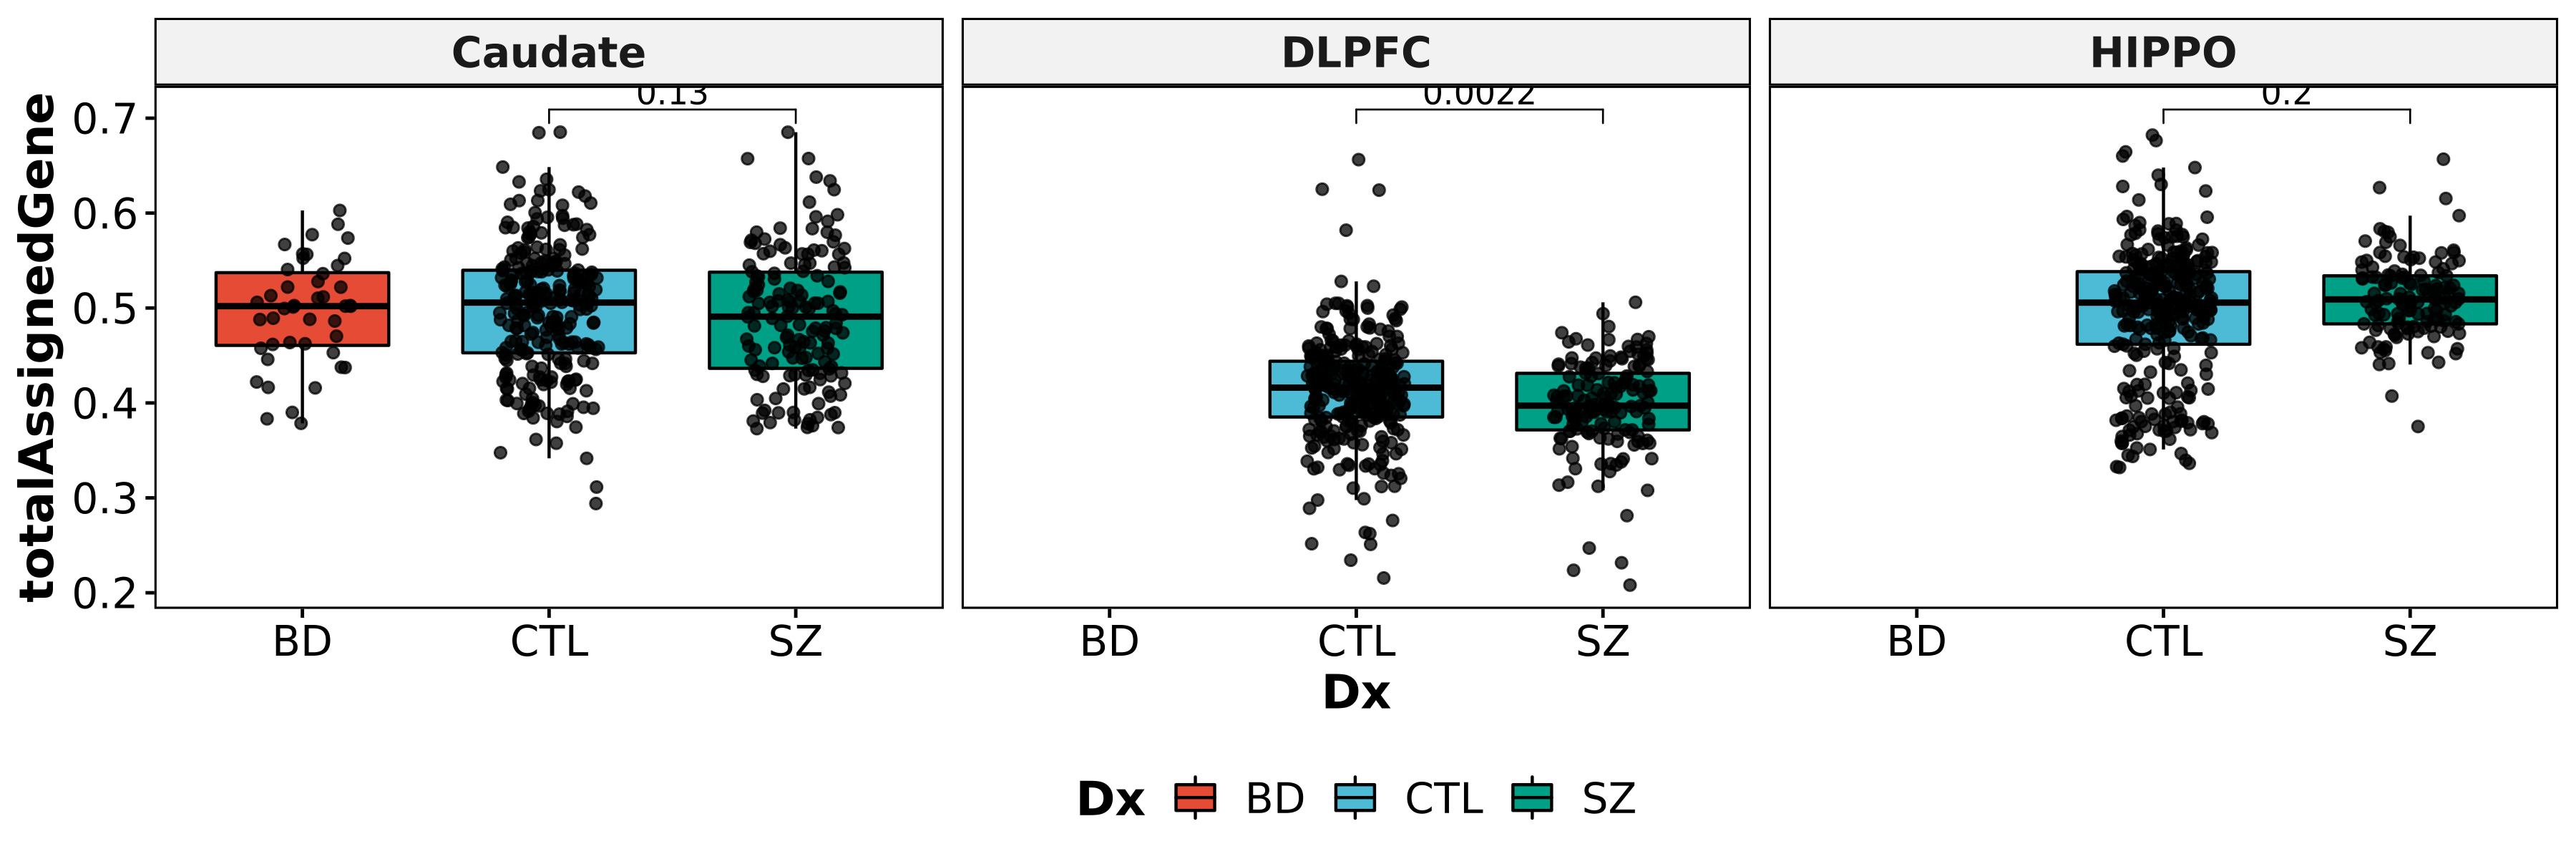 Caudate DLPFC HIPPO
0.13 0.0022 0.2
totalAssignedGene
0.7
0.6
0.5
0.4
0.3
0.2
BD CTL SZ BD CTL SZ BD CTL SZ
Dx
Dx BD CTL SZ